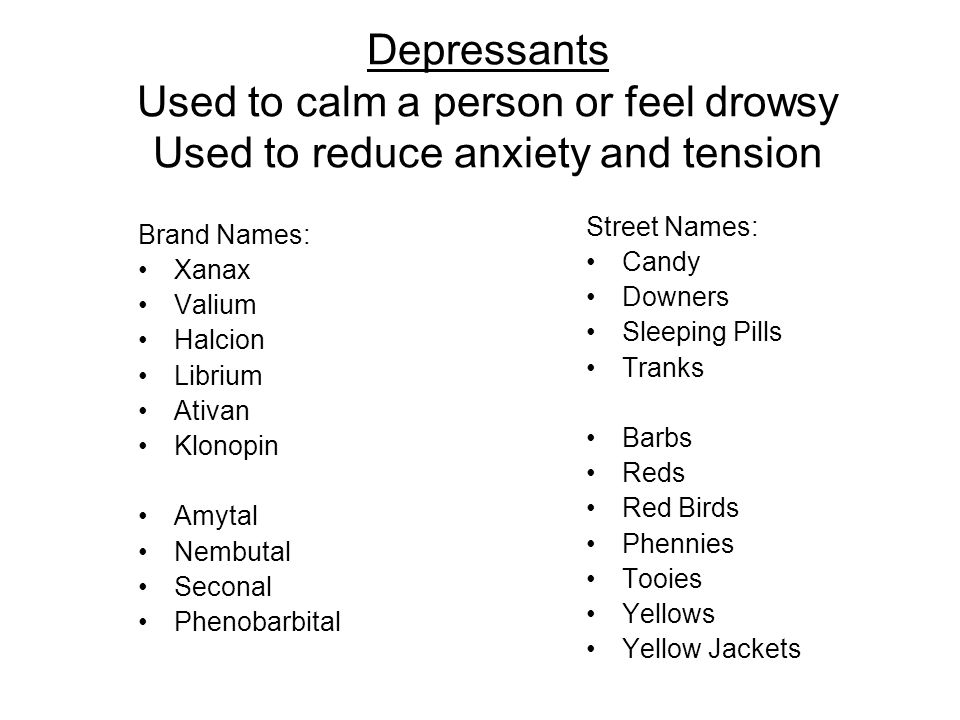 Depressants
Used to calm a person or feel drowsy
Used to reduce anxiety and tension
Brand Names:
• Xanax
• Valium
• Halcion
• Librium
• Ativan
• Klonopin
• Amytal
• Nembutal
• Seconal
• Phenobarbital
Street Names:
• Candy
• Downers
• Sleeping Pills
• Tranks
• Barbs
• Reds
• Red Birds
• Phennies
• Tooies
• Yellows
• Yellow Jackets